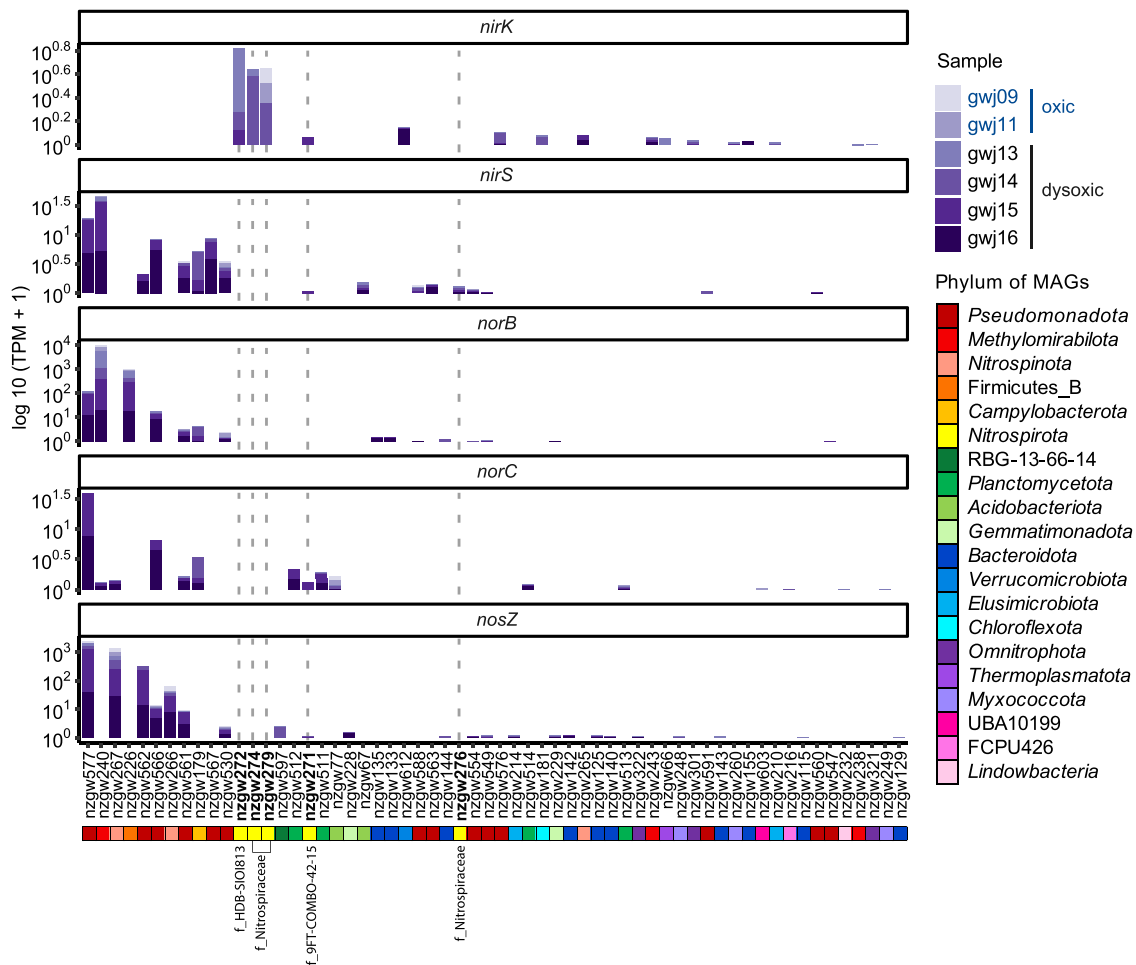 nirK
10^0.8
10^0.6
10^0.4
10^0.2
10^0
nirS
10^1.5
10^1
10^0.5
10^0
norB
10^4
10^3
10^2
10^1
10^0
norC
10^1.5
10^1
10^0.5
10^0
nosZ
10^3
10^2
10^1
10^0
log 10 (TPM + 1)
nzgw577
nzgw240
nzgw267
nzgw226
nzgw562
nzgw566
nzgw266
nzgw561
nzgw179
nzgw567
nzgw530
nzgw272
nzgw274
nzgw279
nzgw512
nzgw271
nzgw511
nzgw77
nzgw228
nzgw67
nzgw135
nzgw133
nzgw612
nzgw588
nzgw563
nzgw144
nzgw276
nzgw554
nzgw549
nzgw576
nzgw214
nzgw514
nzgw181
nzgw229
nzgw142
nzgw265
nzgw125
nzgw140
nzgw513
nzgw322
nzgw243
nzgw66
nzgw248
nzgw301
nzgw591
nzgw143
nzgw260
nzgw155
nzgw603
nzgw210
nzgw216
nzgw115
nzgw560
nzgw547
nzgw232
nzgw238
nzgw321
nzgw249
nzgw129
f_HDB-SIOI813
f_Nitrospiraceae
f_9FT-COMBO-42-15
f_Nitrospiraceae
Sample
gwj09
gwj11
oxic
gwj13
gwj14
gwj15
gwj16
dysoxic
Phylum of MAGs
Pseudomonadota
Methylomirabilota
Nitrospinota
Firmicutes_B
Campylobacterota
Nitrospirota
RBG-13-66-14
Planctomycetota
Acidobacteriota
Gemmatimonadota
Bacteroidota
Verrucomicrobiota
Elusimicrobiota
Chloroflexota
Omnitrophota
Thermoplasmatota
Myxococcota
UBA10199
FCPU426
Lindowbacteria